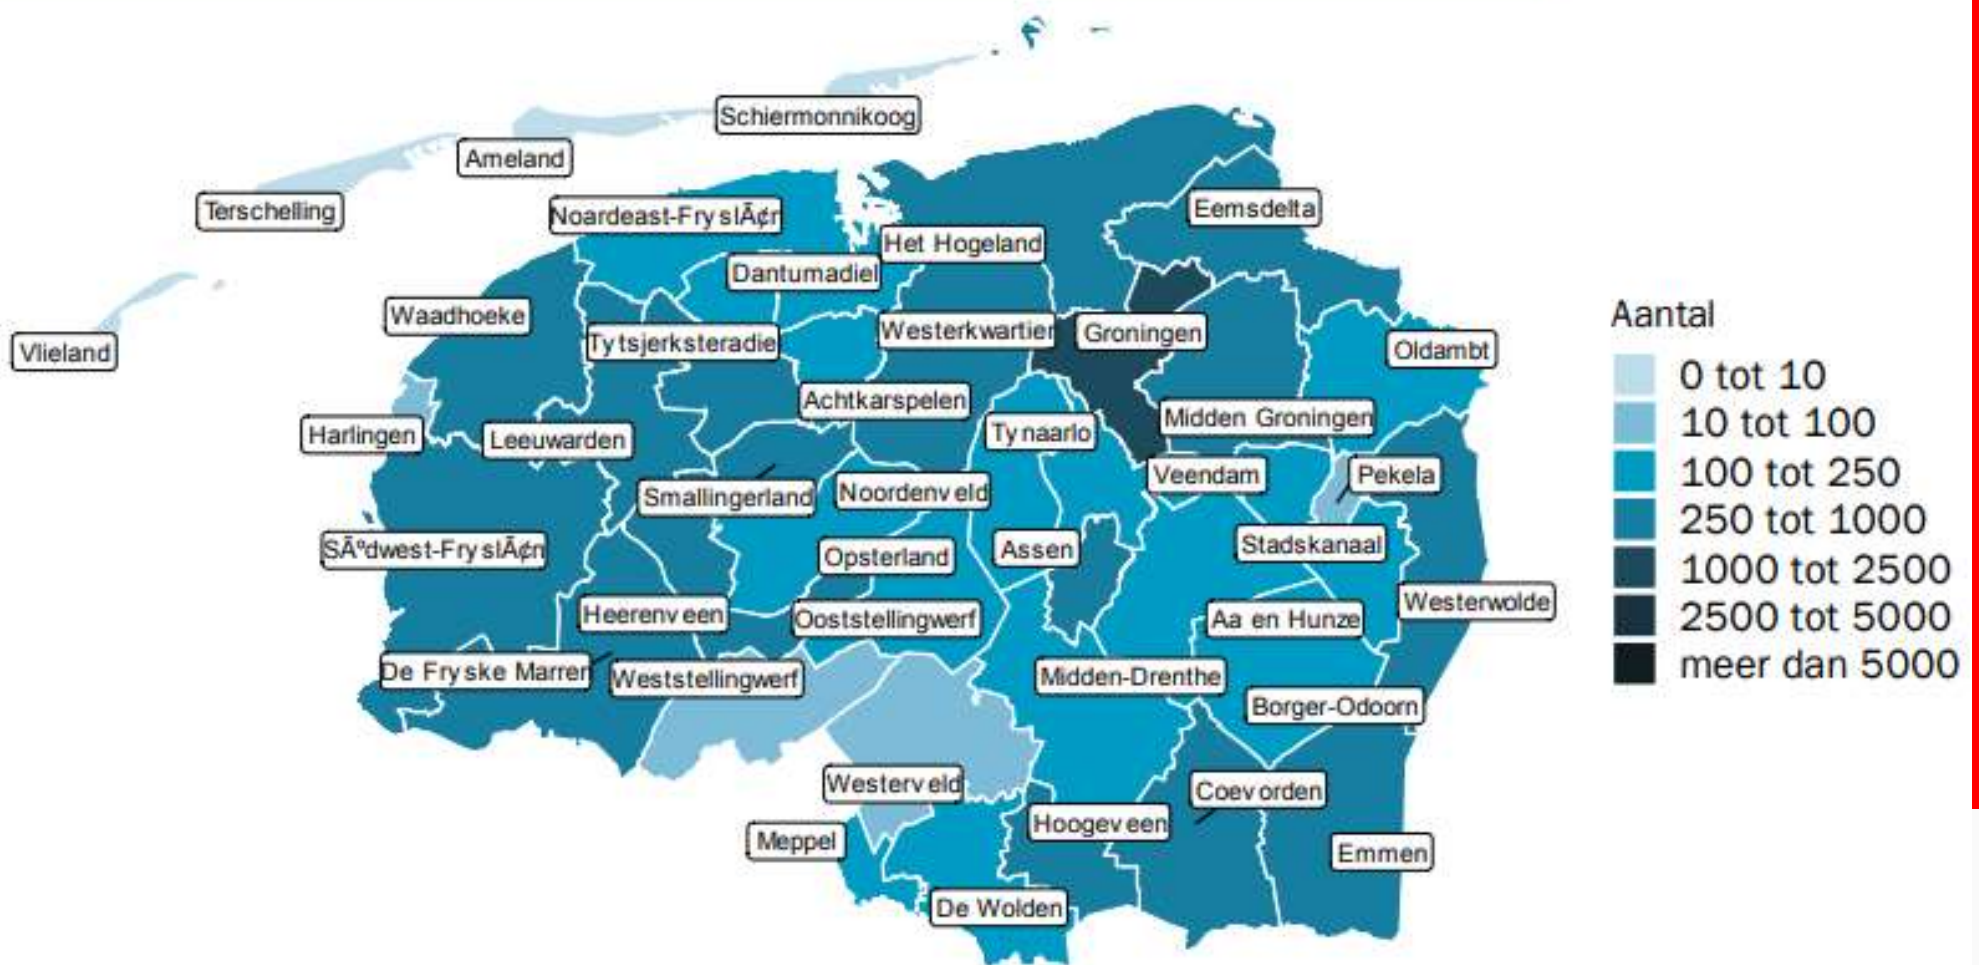 Schiermonnikoog
Ameland
Terschelling
Noardeast-FryslÃ¢n
Eemsdelta
Het Hogeland
Dantumadiel
Waadhoeke
Vlieland
Tytsjerksteradiel
Westerkwartier
Groningen
Oldambt
Achtkarspelen
Harlingen
Leeuwarden
Tynaarlo
Midden Groningen
Smallingerland
Noordenveld
Veendam
Pekela
SÃºdwest-FryslÃ¢n
Opsterland
Assen
Stadskanaal
Heerenveen
Ooststellingwerf
Aa en Hunze
Westerwolde
De Fryske Marren
Weststellingwerf
Midden-Drenthe
Borger-Odoorn
Westerveld
Coevorden
Meppel
Hoogeveen
Emmen
De Wolden
Aantal
0 tot 10
10 tot 100
100 tot 250
250 tot 1000
1000 tot 2500
2500 tot 5000
meer dan 5000